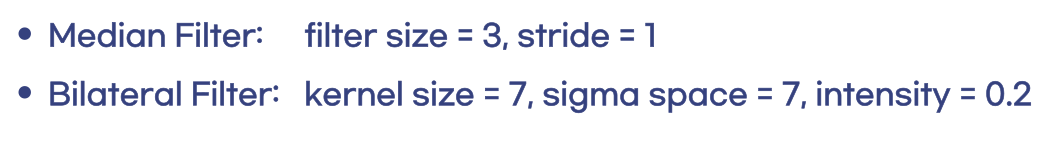 • Median Filter: filter size = 3, stride = 1
• Bilateral Filter: kernel size = 7, sigma space = 7, intensity = 0.2